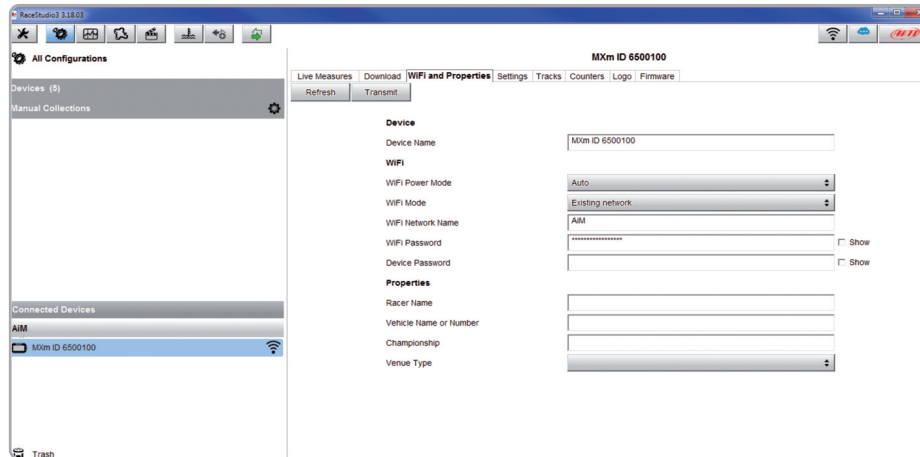 RaceStudio3 3.18.03
AiM
All Configurations
MXm ID 6500100
Live Measures Download WiFi and Properties Settings Tracks Counters Logo Firmware
Devices (5)
Refresh Transmit
Manual Collections
Device
Device Name MXm ID 6500100
WiFi
WiFi Power Mode Auto
WiFi Mode Existing network
WiFi Network Name AiM
WiFi Password ***************** Show
Device Password Show
Properties
Racer Name
Connected Devices
Vehicle Name or Number
AiM
Championship
MXm ID 6500100
Venue Type
Trash